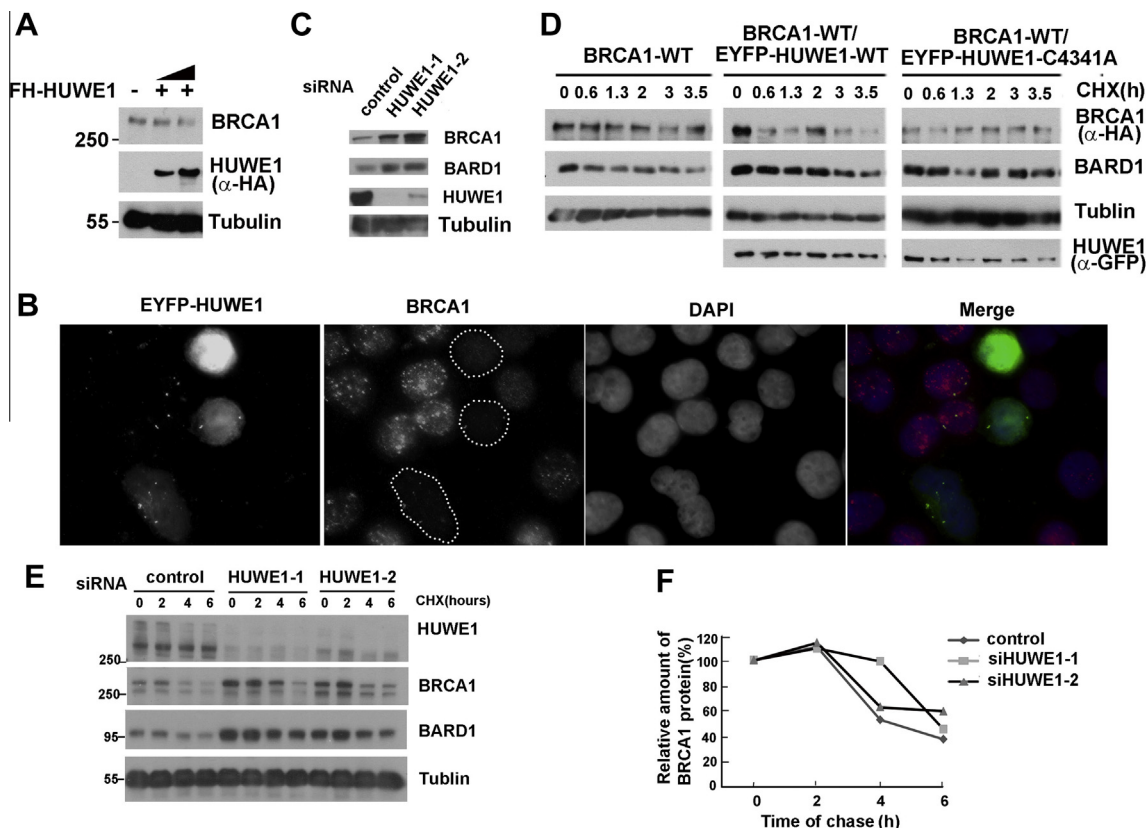 A
FH-HUWE1 - + +
BRCA1
250
HUWE1
(α-HA)
55
Tubulin
C
siRNA
control
HUWE1-1
HUWE1-2
BRCA1
BARD1
HUWE1
Tubulin
D
BRCA1-WT
BRCA1-WT/
EYFP-HUWE1-WT
BRCA1-WT/
EYFP-HUWE1-C4341A
0 0.6 1.3 2 3 3.5 0 0.6 1.3 2 3 3.5 0 0.6 1.3 2 3 3.5 CHX(h)
BRCA1
(α-HA)
BARD1
Tublin
HUWE1
(α-GFP)
B
EYFP-HUWE1 BRCA1 DAPI Merge
E
siRNA control HUWE1-1 HUWE1-2
0 2 4 6 0 2 4 6 0 2 4 6 CHX(hours)
HUWE1
250
BRCA1
250
BARD1
95
55 Tublin
F
Relative amount of
BRCA1 protein(%)
120
100
80
60
40
20
0
0 2 4 6
Time of chase (h)
control
siHUWE1-1
siHUWE1-2